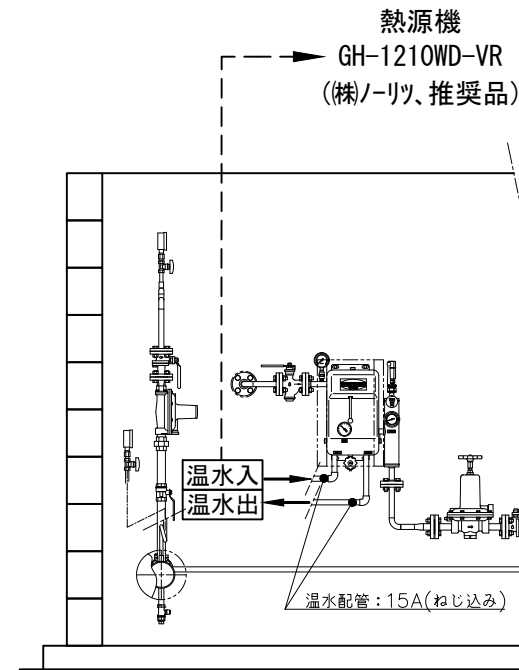 熱源機
GH-1210WD-VR
(㈱ノーリツ、推奨品)
温水入
温水出
温水配管：15A(ねじ込み)